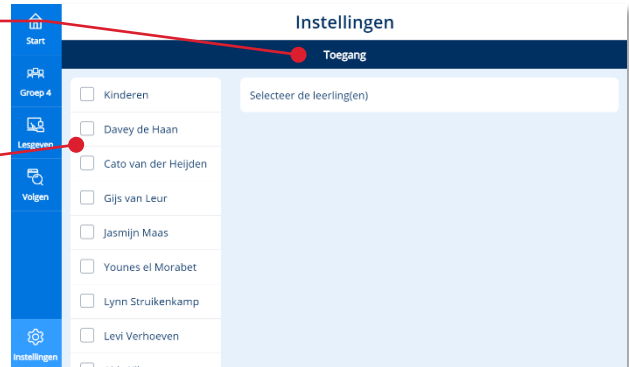 Instellingen
Toegang
Start
Groep 4
Lesgeven
Volgen
Instellingen
Kinderen
Davey de Haan
Cato van der Heijden
Gijs van Leur
Jasmijn Maas
Younes el Morabet
Lynn Struikenkamp
Levi Verhoeven
Selecteer de leerling(en)